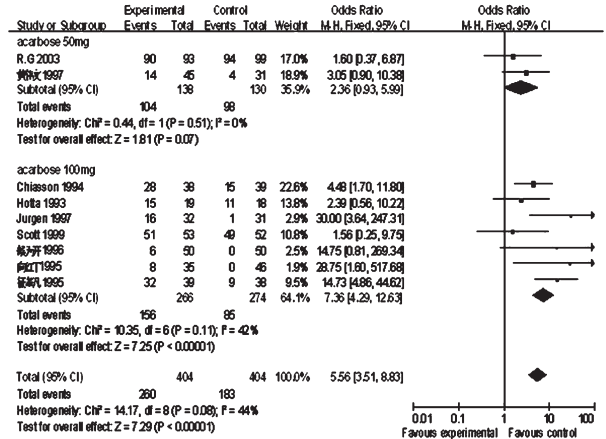 Experimental Control Odds Ratio Odds Ratio
Study or Subgroup Events Total Events Total Weight M-H, Fixed, 95% CI M-H, Fixed, 95% CI
acarbose 50mg
R.G 2003 90 93 94 99 17.0% 1.60 [0.37, 6.87]
1997 14 45 4 31 18.9% 3.05 [0.90, 10.38]
Subtotal (95% CI) 138 130 35.9% 2.36 [0.93, 5.99]
Total events 104 98
Heterogeneity: Chi² = 0.44, df = 1 (P = 0.51); I² = 0%
Test for overall effect: Z = 1.81 (P = 0.07)
acarbose 100mg
Chiasson 1994 28 38 15 39 22.6% 4.48 [1.70, 11.80]
Hotta 1993 15 19 11 18 13.8% 2.39 [0.56, 10.22]
Jurgen 1997 16 32 1 31 2.9% 30.00 [3.64, 247.31]
Scott 1999 51 53 49 52 10.8% 1.56 [0.25, 9.75]
1996 6 50 0 50 2.4% 14.75 [0.81, 269.34]
1995 8 35 0 46 1.8% 28.75 [1.60, 517.68]
1995 32 39 9 38 9.5% 14.73 [4.86, 44.62]
Subtotal (95% CI) 266 274 64.1% 7.36 [4.29, 12.63]
Total events 156 85
Heterogeneity: Chi² = 10.35, df = 6 (P = 0.11); I² = 42%
Test for overall effect: Z = 7.25 (P < 0.00001)
Total (95% CI) 404 404 100.0% 5.56 [3.51, 8.83]
Total events 260 183
Heterogeneity: Chi² = 14.17, df = 8 (P = 0.08); I² = 44%
Test for overall effect: Z = 7.29 (P < 0.00001)
0.01 0.1 1 10 100
Favours experimental Favours control